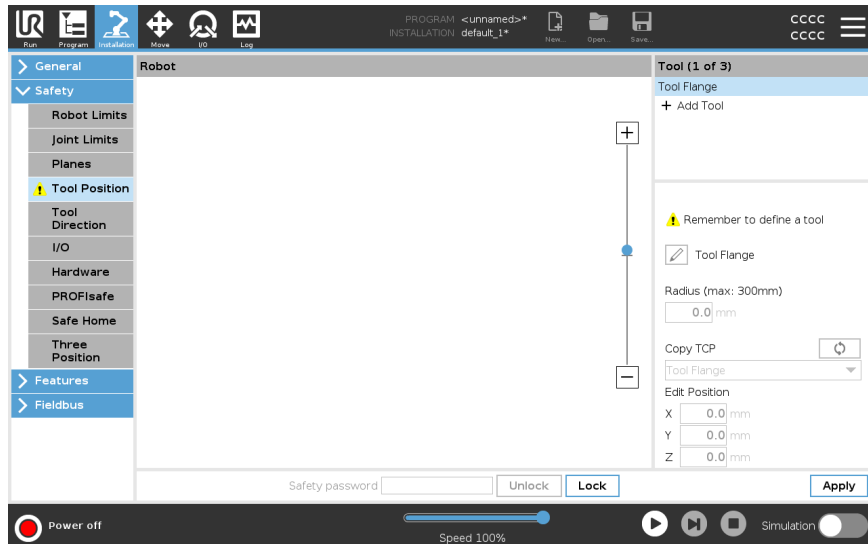 PROGRAM <unnamed>*
INSTALLATION default_1*
cccc
cccc
Run
Program
Installation
Move
I/O
Log
New...
Open...
Save...
General
Safety
Robot Limits
Joint Limits
Planes
Tool Position
Tool
Direction
I/O
Hardware
PROFIsafe
Safe Home
Three
Position
Features
Fieldbus
Robot
Tool (1 of 3)
Tool Flange
Add Tool
Remember to define a tool
Tool Flange
Radius (max: 300mm)
0.0 mm
Copy TCP
Tool Flange
Edit Position
X 0.0 mm
Y 0.0 mm
Z 0.0 mm
Safety password
Unlock
Lock
Apply
Power off
Speed 100%
Simulation